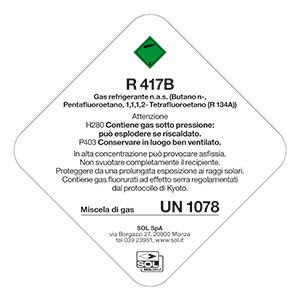 R 417B
Gas refrigerante n.a.s. (Butano n-,
Pentafluoroetano, 1,1,1,2- Tetrafluoroetano (R 134A))
Attenzione
H280 Contiene gas sotto pressione:
può esplodere se riscaldato.
P403 Conservare in luogo ben ventilato.
In alta concentrazione può provocare asfissia.
Non svuotare completamente il recipiente.
Proteggere da una prolungata esposizione ai raggi solari.
Contiene gas fluorurati ad effetto serra regolamentati
dal protocollo di Kyoto.
Miscela di gas UN 1078
SOL SpA
via Borgazzi 27, 20900 Monza
tel 039 23961, www.sol.it
SOL